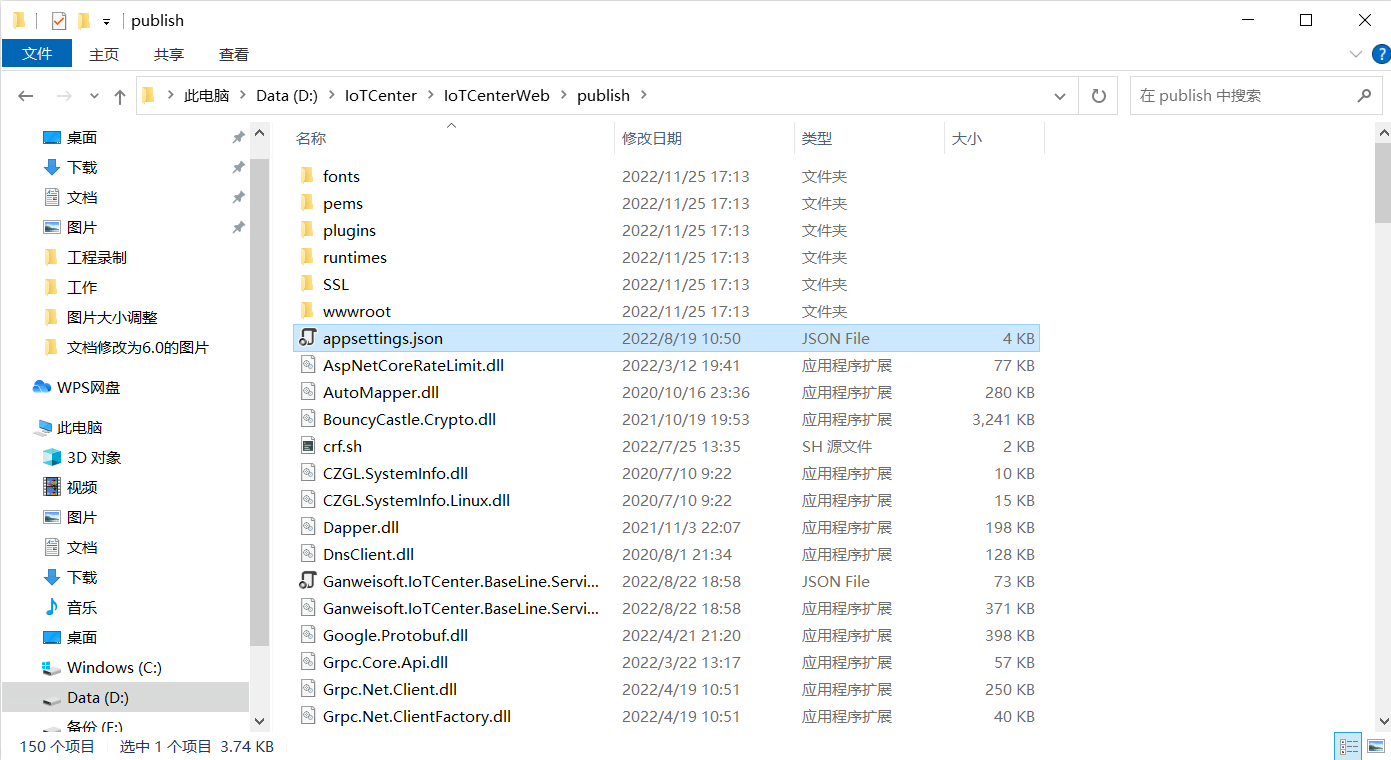 publish
文件 主页 共享 查看
此电脑 Data (D:) IoTCenter IoTCenterWeb publish 在 publish 中搜索
桌面
下载
文档
图片
工程录制
工作
图片大小调整
文档修改为6.0的图片
WPS网盘
此电脑
3D 对象
视频
图片
文档
下载
音乐
桌面
Windows (C:)
Data (D:)
备份 (E:)
名称 修改日期 类型 大小
fonts 2022/11/25 17:13 文件夹
pems 2022/11/25 17:13 文件夹
plugins 2022/11/25 17:13 文件夹
runtimes 2022/11/25 17:13 文件夹
SSL 2022/11/25 17:13 文件夹
wwwroot 2022/11/25 17:13 文件夹
appsettings.json 2022/8/19 10:50 JSON File 4 KB
AspNetCoreRateLimit.dll 2022/3/12 19:41 应用程序扩展 77 KB
AutoMapper.dll 2020/10/16 23:36 应用程序扩展 280 KB
BouncyCastle.Crypto.dll 2021/10/19 19:53 应用程序扩展 3,241 KB
crf.sh 2022/7/25 13:35 SH 源文件 2 KB
CZGL.SystemInfo.dll 2020/7/10 9:22 应用程序扩展 10 KB
CZGL.SystemInfo.Linux.dll 2020/7/10 9:22 应用程序扩展 15 KB
Dapper.dll 2021/11/3 22:07 应用程序扩展 198 KB
DnsClient.dll 2020/8/1 21:34 应用程序扩展 128 KB
Ganweisoft.IoTCenter.BaseLine.Servi... 2022/8/22 18:58 JSON File 73 KB
Ganweisoft.IoTCenter.BaseLine.Servi... 2022/8/22 18:58 应用程序扩展 371 KB
Google.Protobuf.dll 2022/4/21 21:20 应用程序扩展 398 KB
Grpc.Core.Api.dll 2022/3/22 13:17 应用程序扩展 57 KB
Grpc.Net.Client.dll 2022/4/19 10:51 应用程序扩展 250 KB
Grpc.Net.ClientFactory.dll 2022/4/19 10:51 应用程序扩展 40 KB
150 个项目 选中 1 个项目 3.74 KB